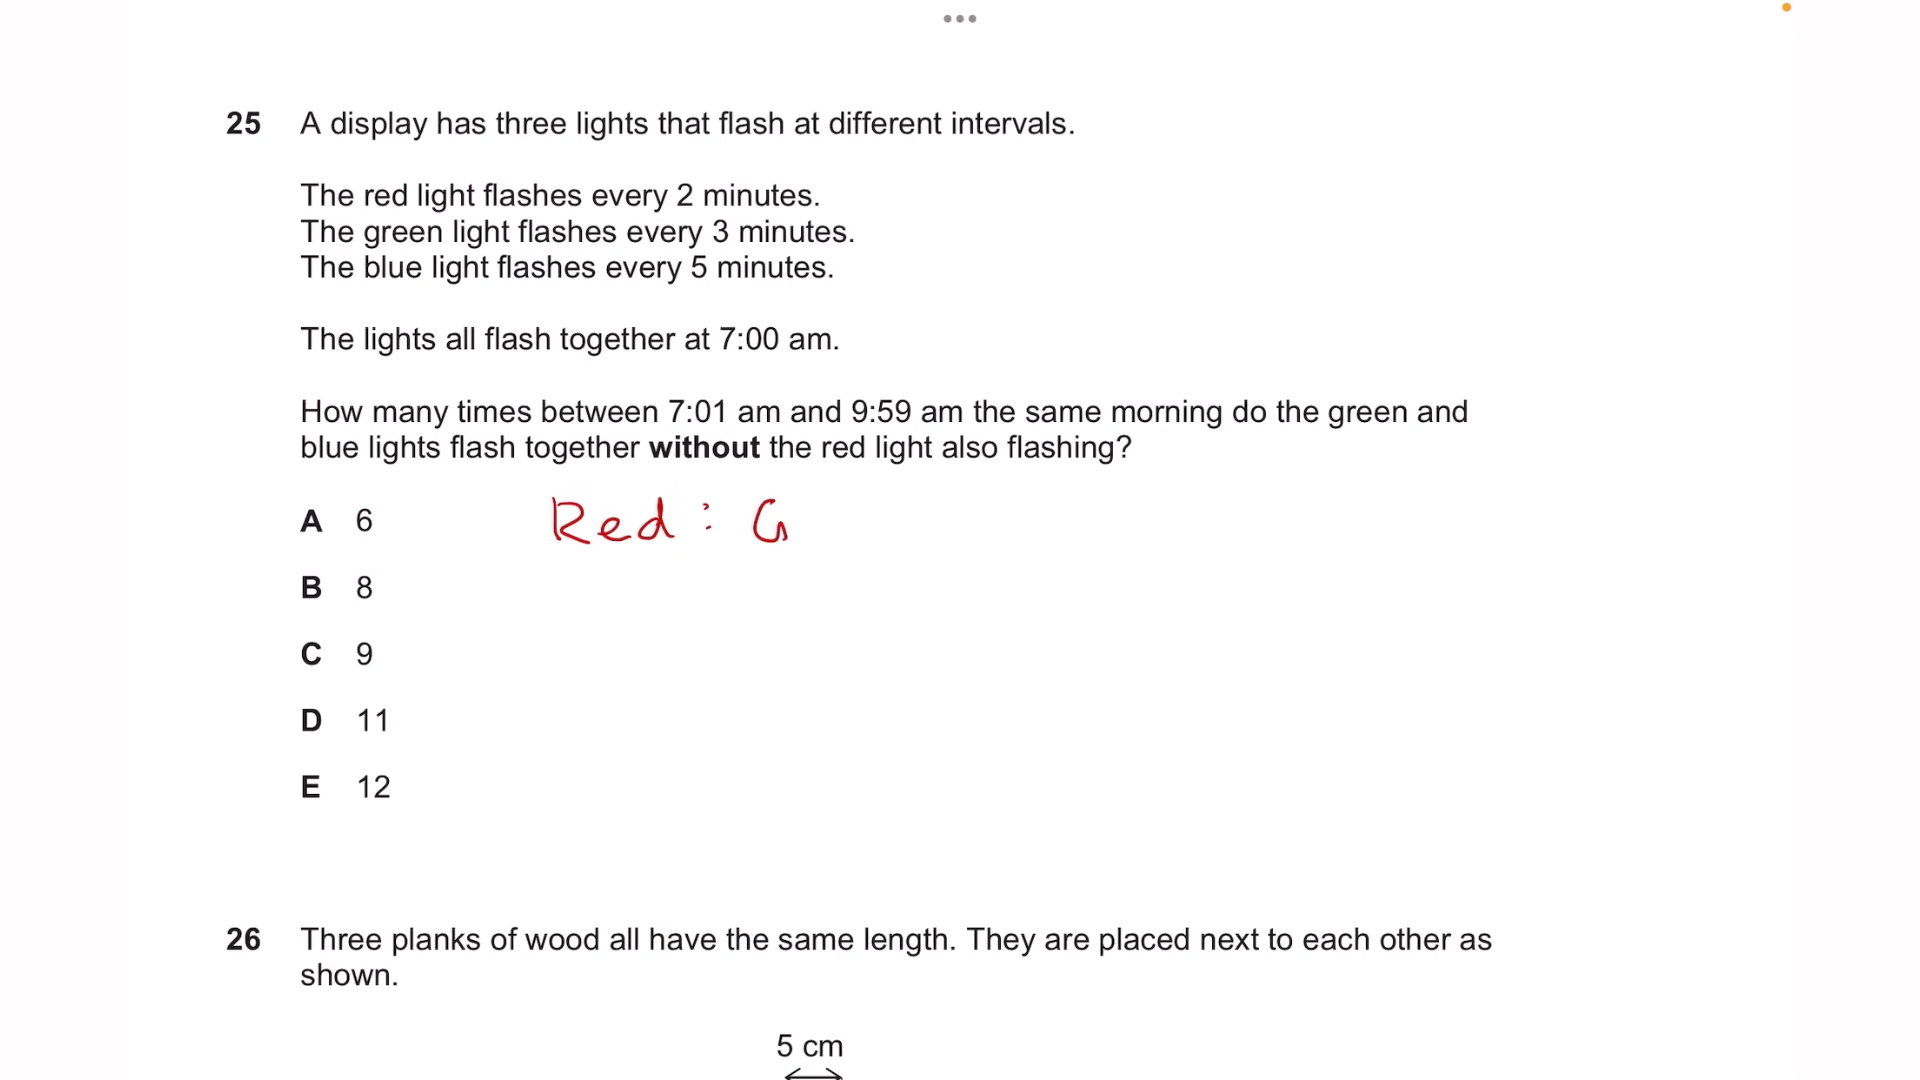 25 A display has three lights that flash at different intervals.
The red light flashes every 2 minutes.
The green light flashes every 3 minutes.
The blue light flashes every 5 minutes.
The lights all flash together at 7:00 am.
How many times between 7:01 am and 9:59 am the same morning do the green and
blue lights flash together without the red light also flashing?
A 6
Red : G
B 8
C 9
D 11
E 12
26 Three planks of wood all have the same length. They are placed next to each other as
shown.
5 cm